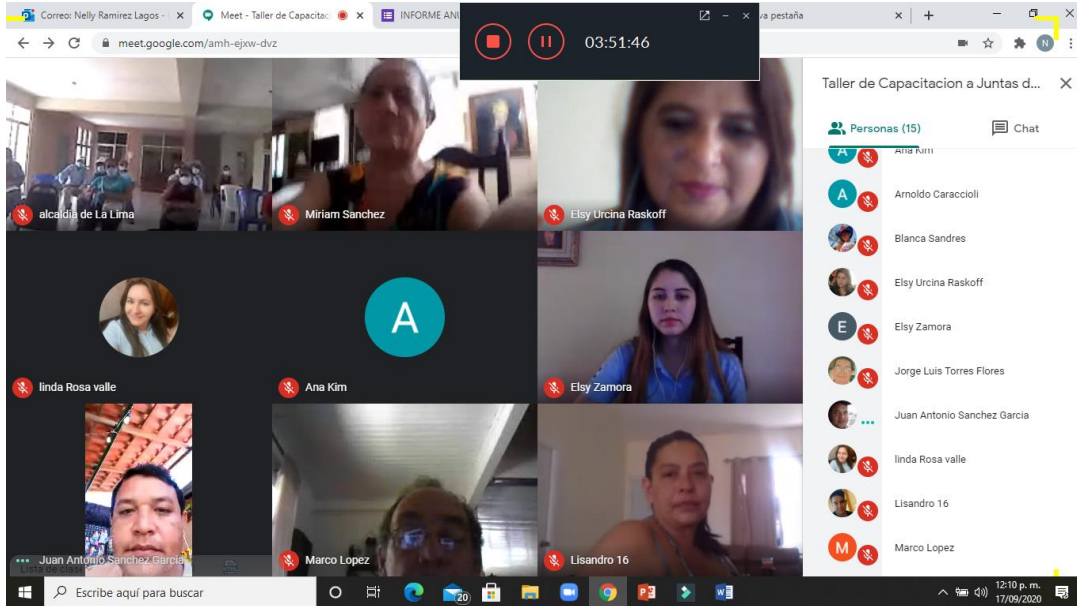 Correo: Nelly Ramirez Lagos -
Meet - Taller de Capacitac
INFORME ANU
va pestaña
meet.google.com/amh-ejxw-dvz
N
03:51:46
Taller de Capacitacion a Juntas d...
Personas (15)
Chat
alcaldia de La Lima
Miriam Sanchez
Elsy Urcina Raskoff
linda Rosa valle
A
Ana Kim
Elsy Zamora
Juan Antonio Sanchez Garcia
Lista de clase
Marco Lopez
Lisandro 16
A
Ana Kim
A
Arnoldo Caraccioli
Blanca Sandres
Elsy Urcina Raskoff
E
Elsy Zamora
Jorge Luis Torres Flores
Juan Antonio Sanchez Garcia
linda Rosa valle
Lisandro 16
M
Marco Lopez
Escribe aquí para buscar
20
12:10 p. m.
17/09/2020